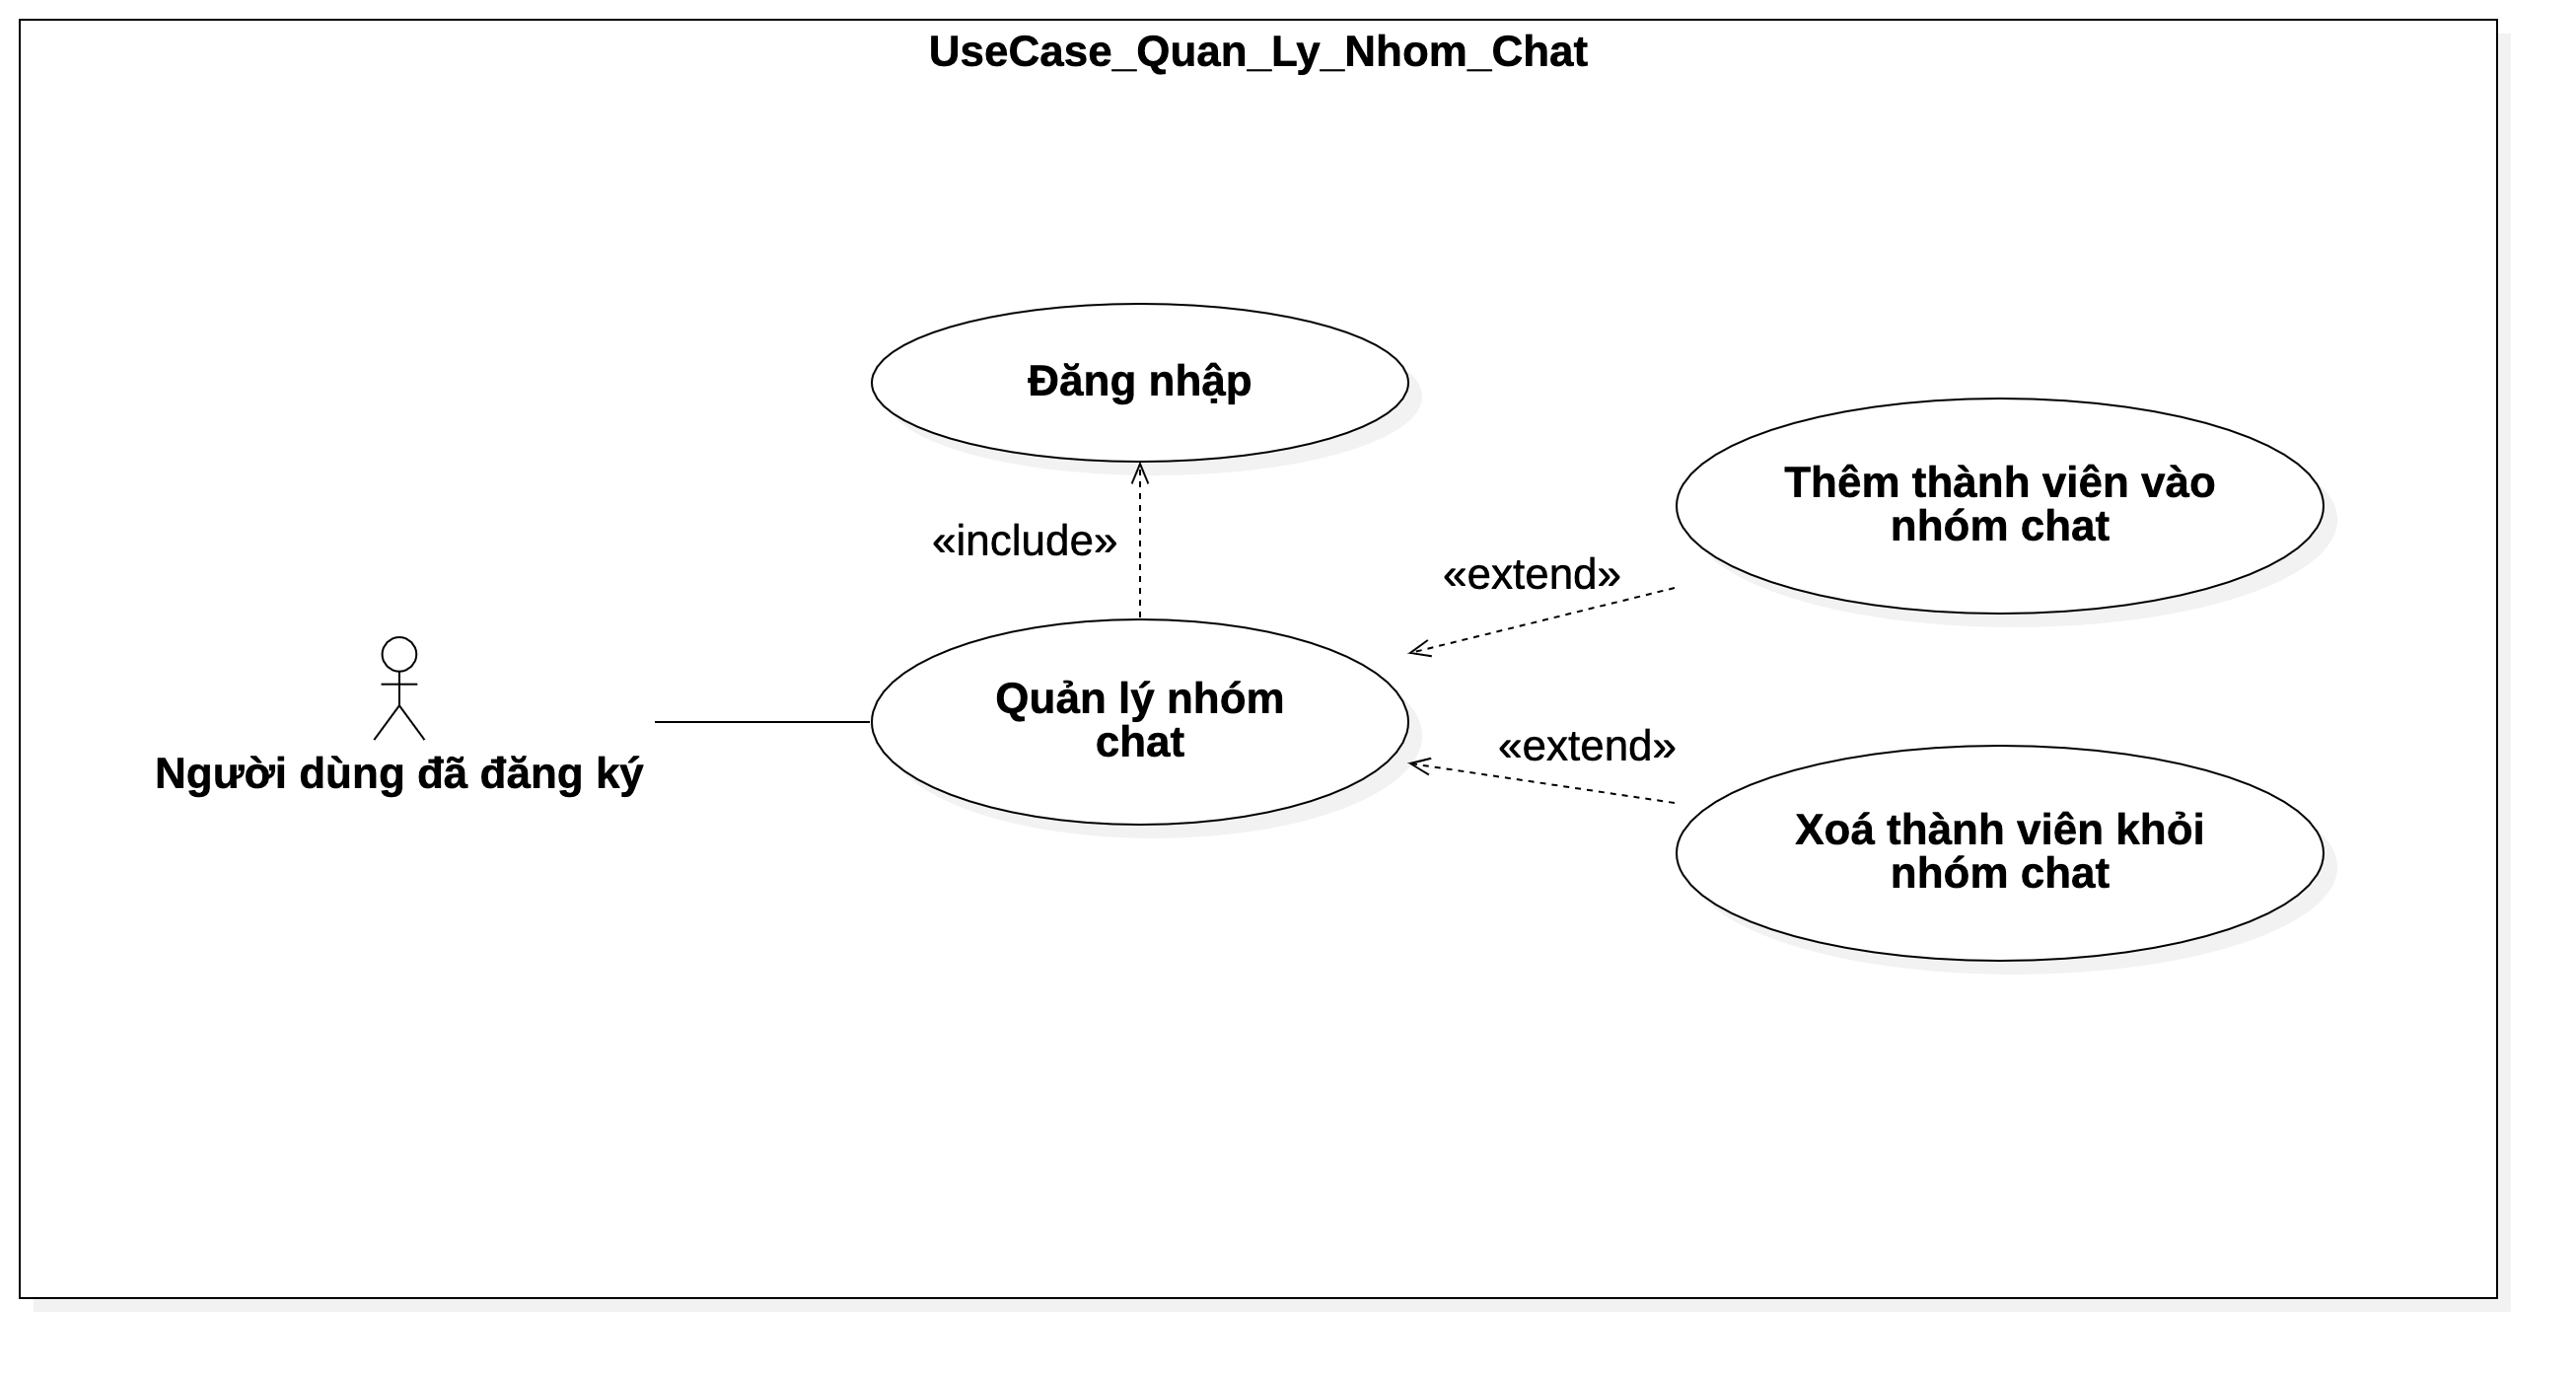 UseCase_Quan_Ly_Nhom_Chat
Đăng nhập
«include»
Thêm thành viên vào
nhóm chat
«extend»
Người dùng đã đăng ký
Quản lý nhóm
chat
«extend»
Xoá thành viên khỏi
nhóm chat